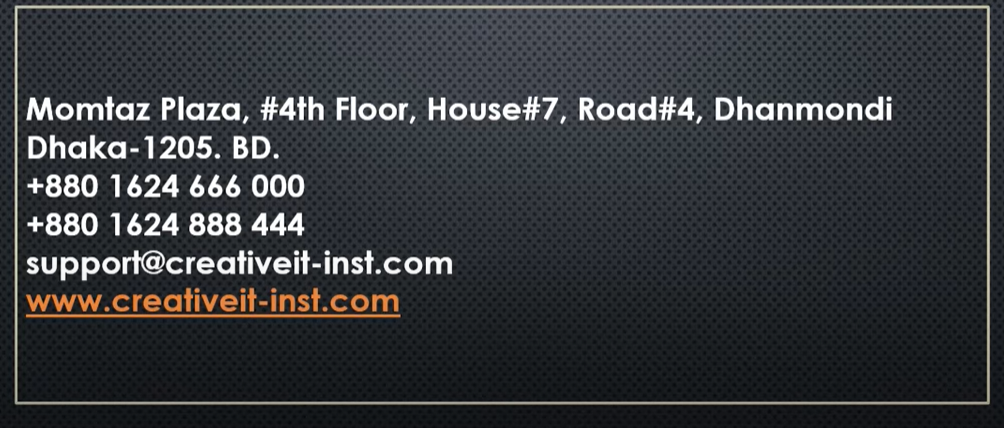 Momtaz Plaza, #4th Floor, House#7, Road#4, Dhanmondi
Dhaka-1205. BD.
+880 1624 666 000
+880 1624 888 444
support@creativeit-inst.com
www.creativeit-inst.com